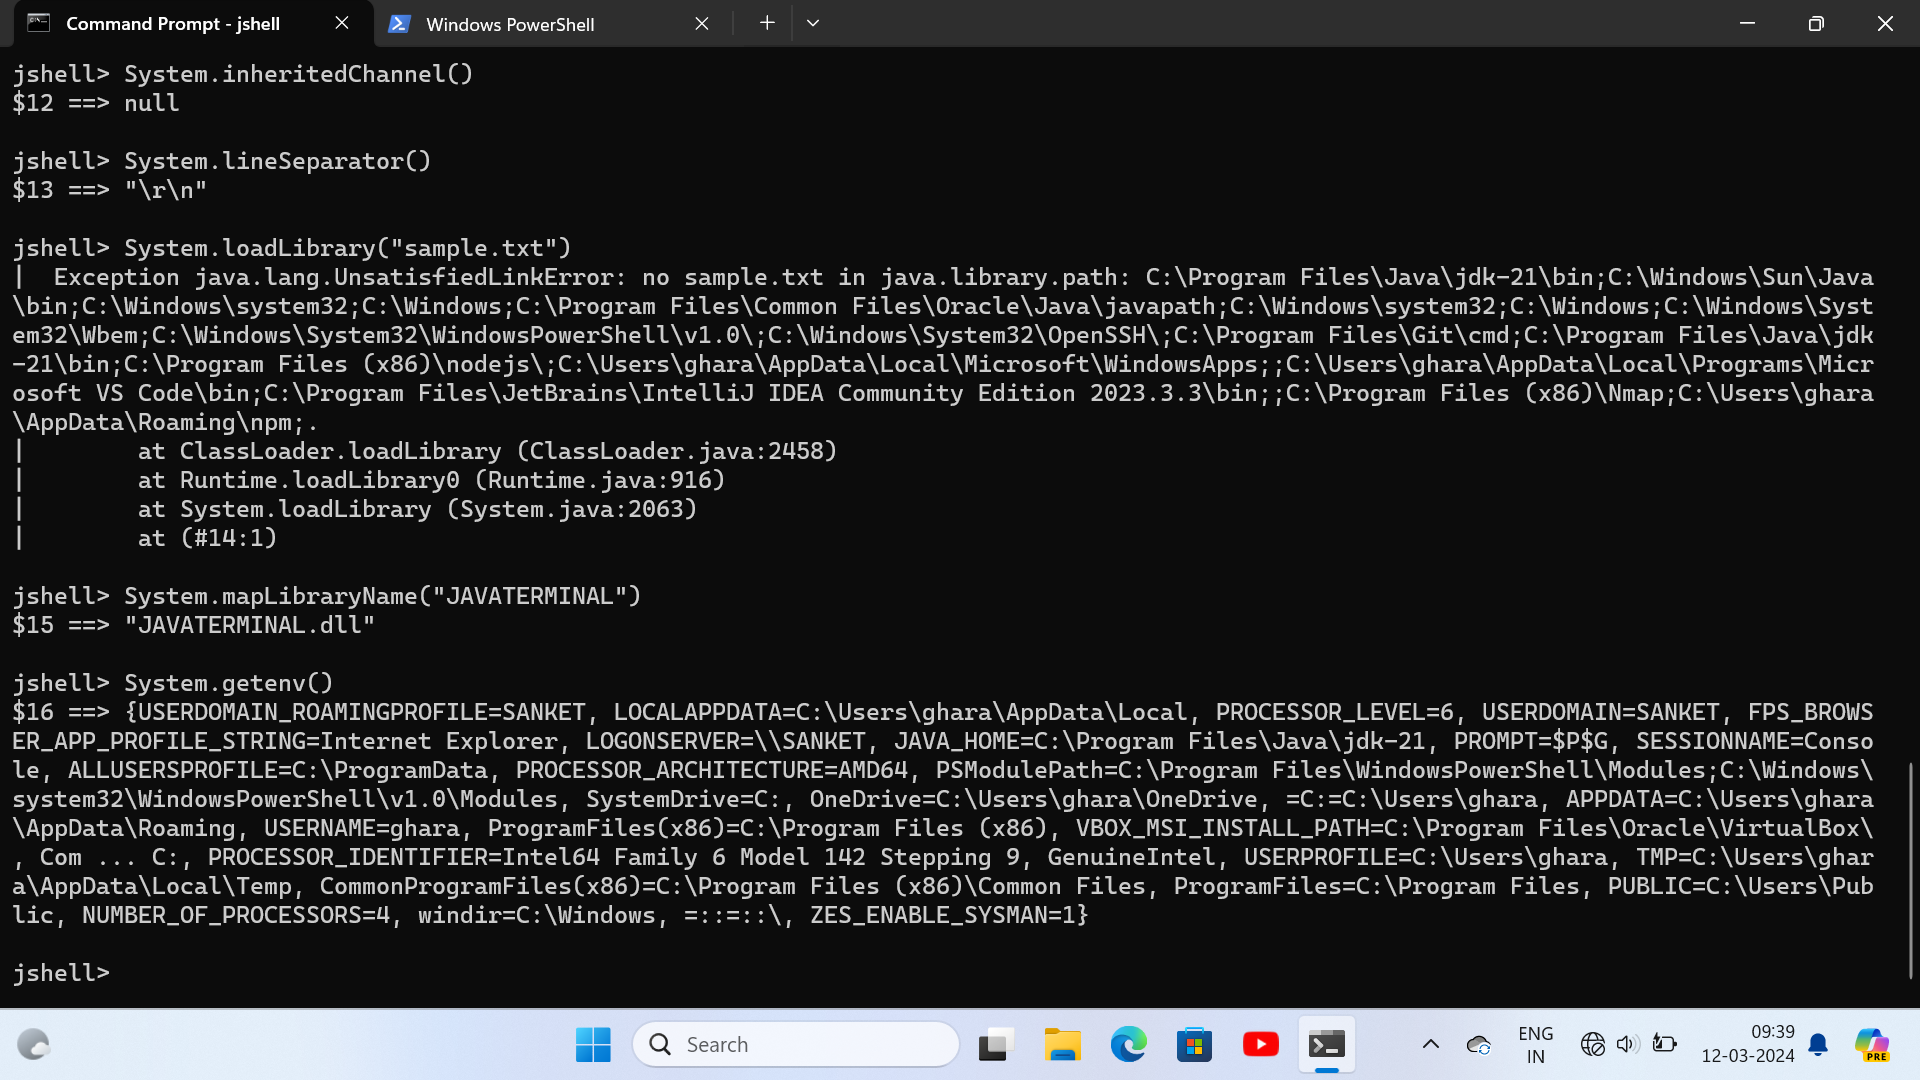 Command Prompt - jshell
Windows PowerShell
jshell> System.inheritedChannel()
$12 ==> null
jshell> System.lineSeparator()
$13 ==> "\r\n"
jshell> System.loadLibrary("sample.txt")
|  Exception java.lang.UnsatisfiedLinkError: no sample.txt in java.library.path: C:\Program Files\Java\jdk-21\bin;C:\Windows\Sun\Java
\bin;C:\Windows\system32;C:\Windows;C:\Program Files\Common Files\Oracle\Java\javapath;C:\Windows\system32;C:\Windows;C:\Windows\Syst
em32\Wbem;C:\Windows\System32\WindowsPowerShell\v1.0\;C:\Windows\System32\OpenSSH\;C:\Program Files\Git\cmd;C:\Program Files\Java\jdk
-21\bin;C:\Program Files (x86)\nodejs\;C:\Users\ghara\AppData\Local\Microsoft\WindowsApps;;C:\Users\ghara\AppData\Local\Programs\Micr
osoft VS Code\bin;C:\Program Files\JetBrains\IntelliJ IDEA Community Edition 2023.3.3\bin;;C:\Program Files (x86)\Nmap;C:\Users\ghara
\AppData\Roaming\npm;.
|        at ClassLoader.loadLibrary (ClassLoader.java:2458)
|        at Runtime.loadLibrary0 (Runtime.java:916)
|        at System.loadLibrary (System.java:2063)
|        at (#14:1)
jshell> System.mapLibraryName("JAVATERMINAL")
$15 ==> "JAVATERMINAL.dll"
jshell> System.getenv()
$16 ==> {USERDOMAIN_ROAMINGPROFILE=SANKET, LOCALAPPDATA=C:\Users\ghara\AppData\Local, PROCESSOR_LEVEL=6, USERDOMAIN=SANKET, FPS_BROWS
ER_APP_PROFILE_STRING=Internet Explorer, LOGONSERVER=\\SANKET, JAVA_HOME=C:\Program Files\Java\jdk-21, PROMPT=$P$G, SESSIONNAME=Conso
le, ALLUSERSPROFILE=C:\ProgramData, PROCESSOR_ARCHITECTURE=AMD64, PSModulePath=C:\Program Files\WindowsPowerShell\Modules;C:\Windows\
system32\WindowsPowerShell\v1.0\Modules, SystemDrive=C:, OneDrive=C:\Users\ghara\OneDrive, =C:=C:\Users\ghara, APPDATA=C:\Users\ghara
\AppData\Roaming, USERNAME=ghara, ProgramFiles(x86)=C:\Program Files (x86), VBOX_MSI_INSTALL_PATH=C:\Program Files\Oracle\VirtualBox\
, Com ... C:, PROCESSOR_IDENTIFIER=Intel64 Family 6 Model 142 Stepping 9, GenuineIntel, USERPROFILE=C:\Users\ghara, TMP=C:\Users\ghar
a\AppData\Local\Temp, CommonProgramFiles(x86)=C:\Program Files (x86)\Common Files, ProgramFiles=C:\Program Files, PUBLIC=C:\Users\Pub
lic, NUMBER_OF_PROCESSORS=4, windir=C:\Windows, =::=::\, ZES_ENABLE_SYSMAN=1}
jshell>
Search
ENG
IN
09:39
12-03-2024
PRE